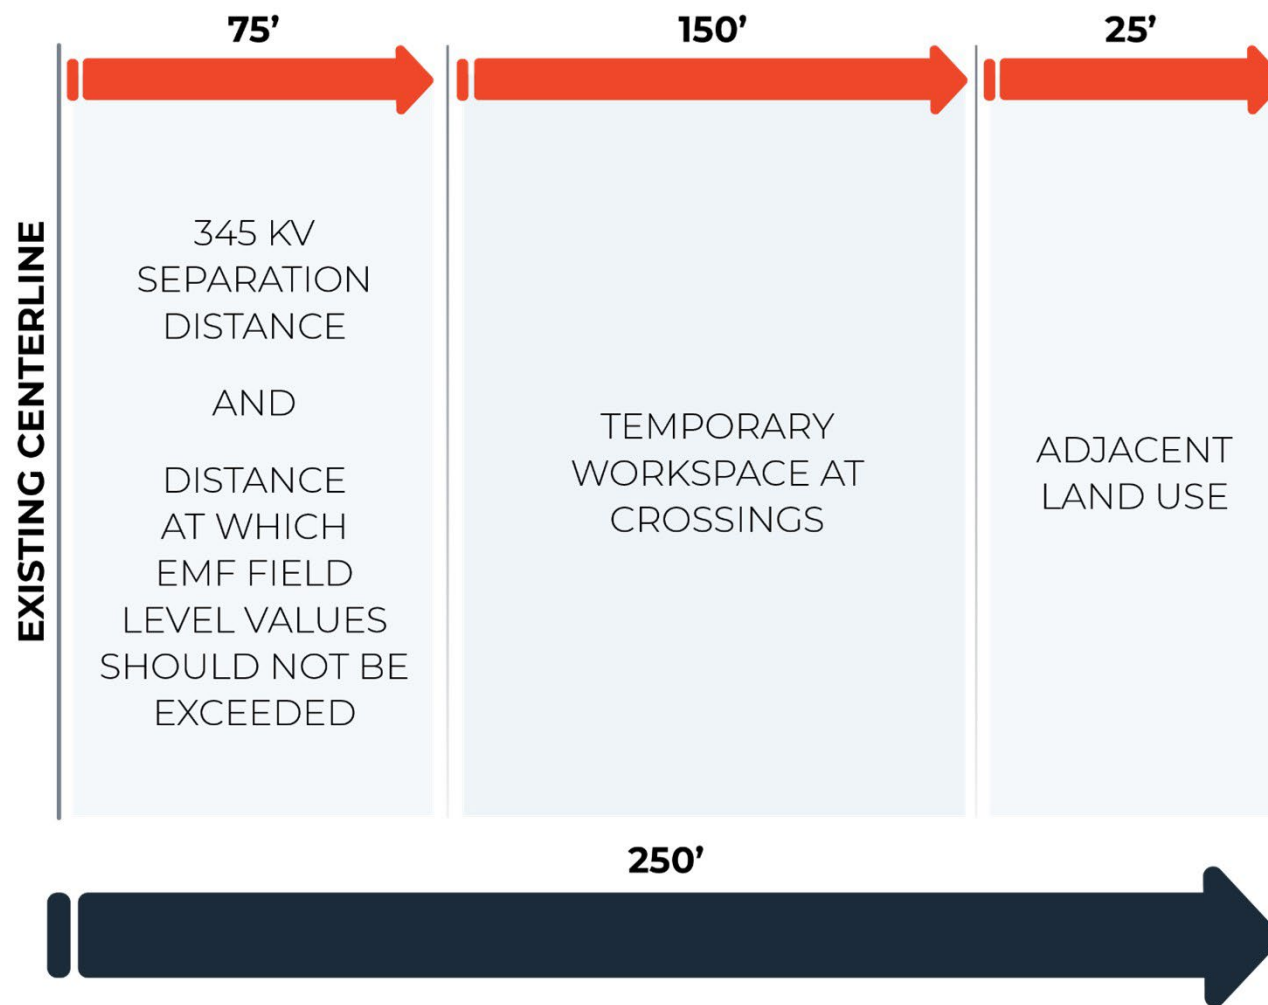 75’
150’
25’
EXISTING CENTERLINE
345 KV
SEPARATION
DISTANCE
AND
DISTANCE
AT WHICH
EMF FIELD
LEVEL VALUES
SHOULD NOT BE
EXCEEDED
TEMPORARY
WORKSPACE AT
CROSSINGS
ADJACENT
LAND USE
250’